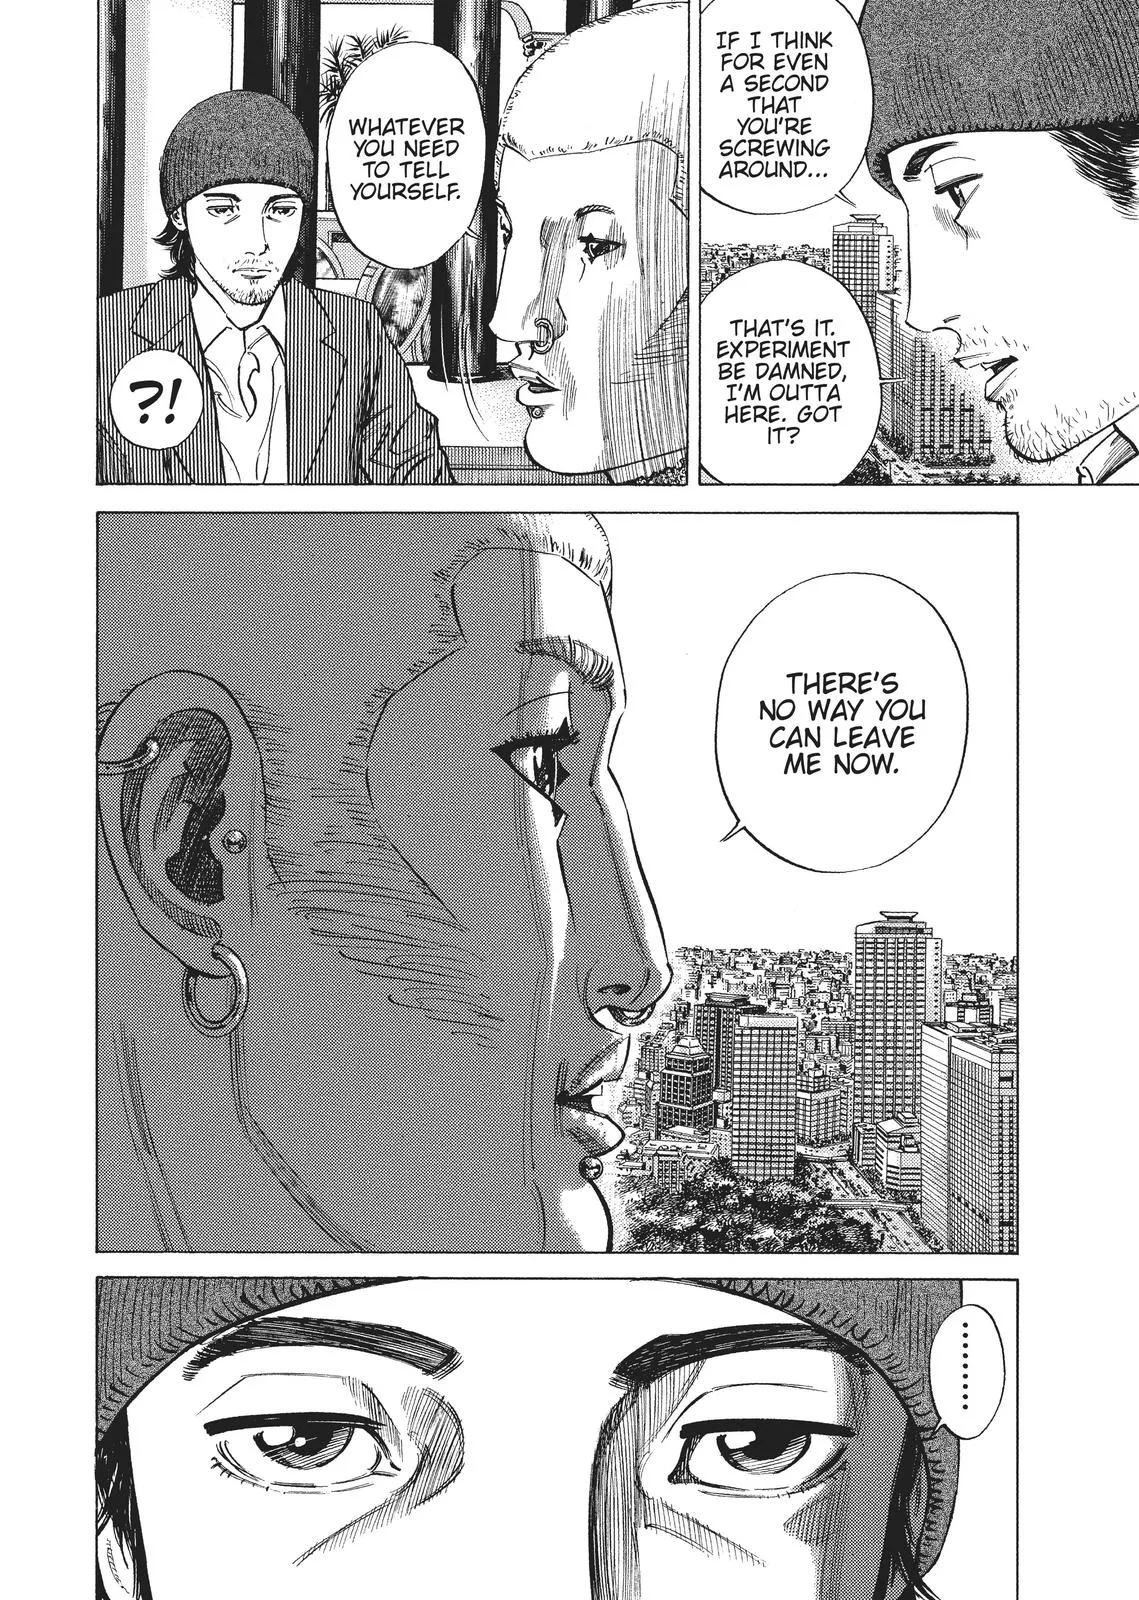 IF I THINK
FOR EVEN
A SECOND
THAT
YOU'RE
SCREWING
AROUND...
THAT'S IT.
EXPERIMENT
BE DAMNED,
I'M OUTTA
HERE. GOT
IT?
WHATEVER
YOU NEED
TO TELL
YOURSELF.
?!
THERE'S
NO WAY YOU
CAN LEAVE
ME NOW.
.........